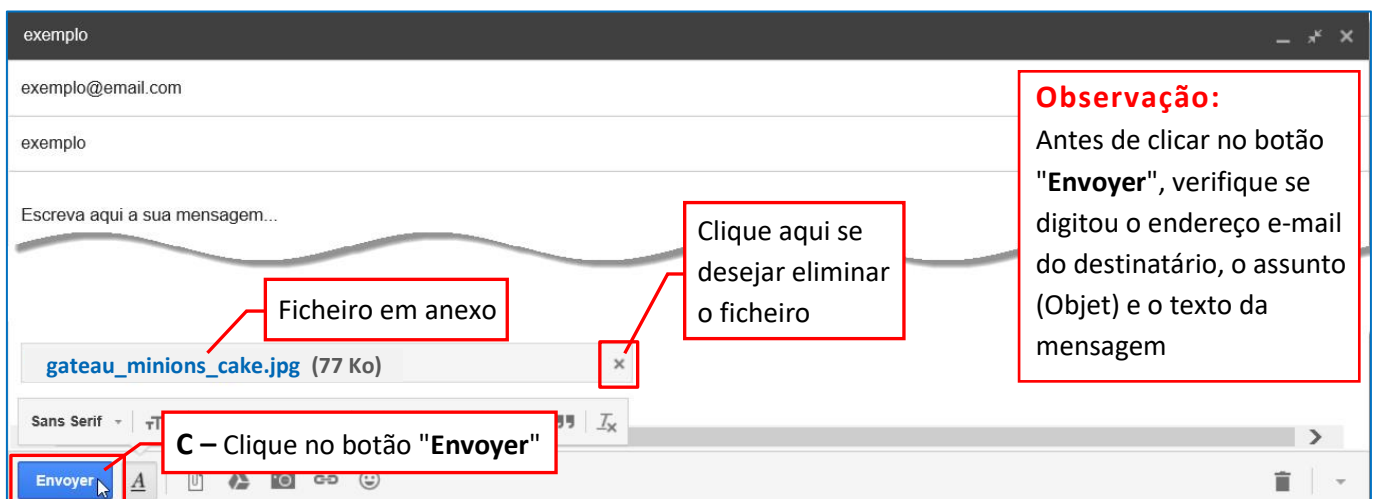 exemplo
exemplo@email.com
exemplo
Escreva aqui a sua mensagem...
Observação:
Antes de clicar no botão
"Envoyer", verifique se
digitou o endereço e-mail
do destinatário, o assunto
(Objet) e o texto da
mensagem
Clique aqui se
desejar eliminar
o ficheiro
Ficheiro em anexo
gateau_minions_cake.jpg (77 Ko)
Sans Serif
C – Clique no botão "Envoyer"
Envoyer